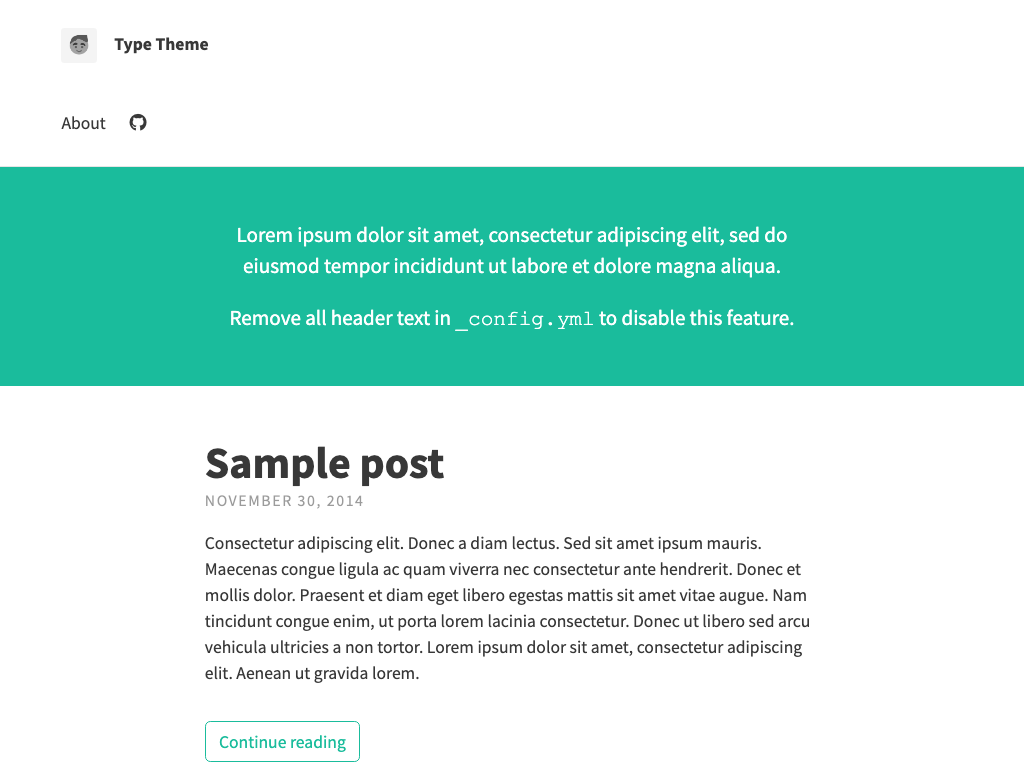 Type Theme
About
Lorem ipsum dolor sit amet, consectetur adipiscing elit, sed do
eiusmod tempor incididunt ut labore et dolore magna aliqua.
Remove all header text in _config.yml to disable this feature.
Sample post
NOVEMBER 30, 2014
Consectetur adipiscing elit. Donec a diam lectus. Sed sit amet ipsum mauris.
Maecenas congue ligula ac quam viverra nec consectetur ante hendrerit. Donec et
mollis dolor. Praesent et diam eget libero egestas mattis sit amet vitae augue. Nam
tincidunt congue enim, ut porta lorem lacinia consectetur. Donec ut libero sed arcu
vehicula ultricies a non tortor. Lorem ipsum dolor sit amet, consectetur adipiscing
elit. Aenean ut gravida lorem.
Continue reading